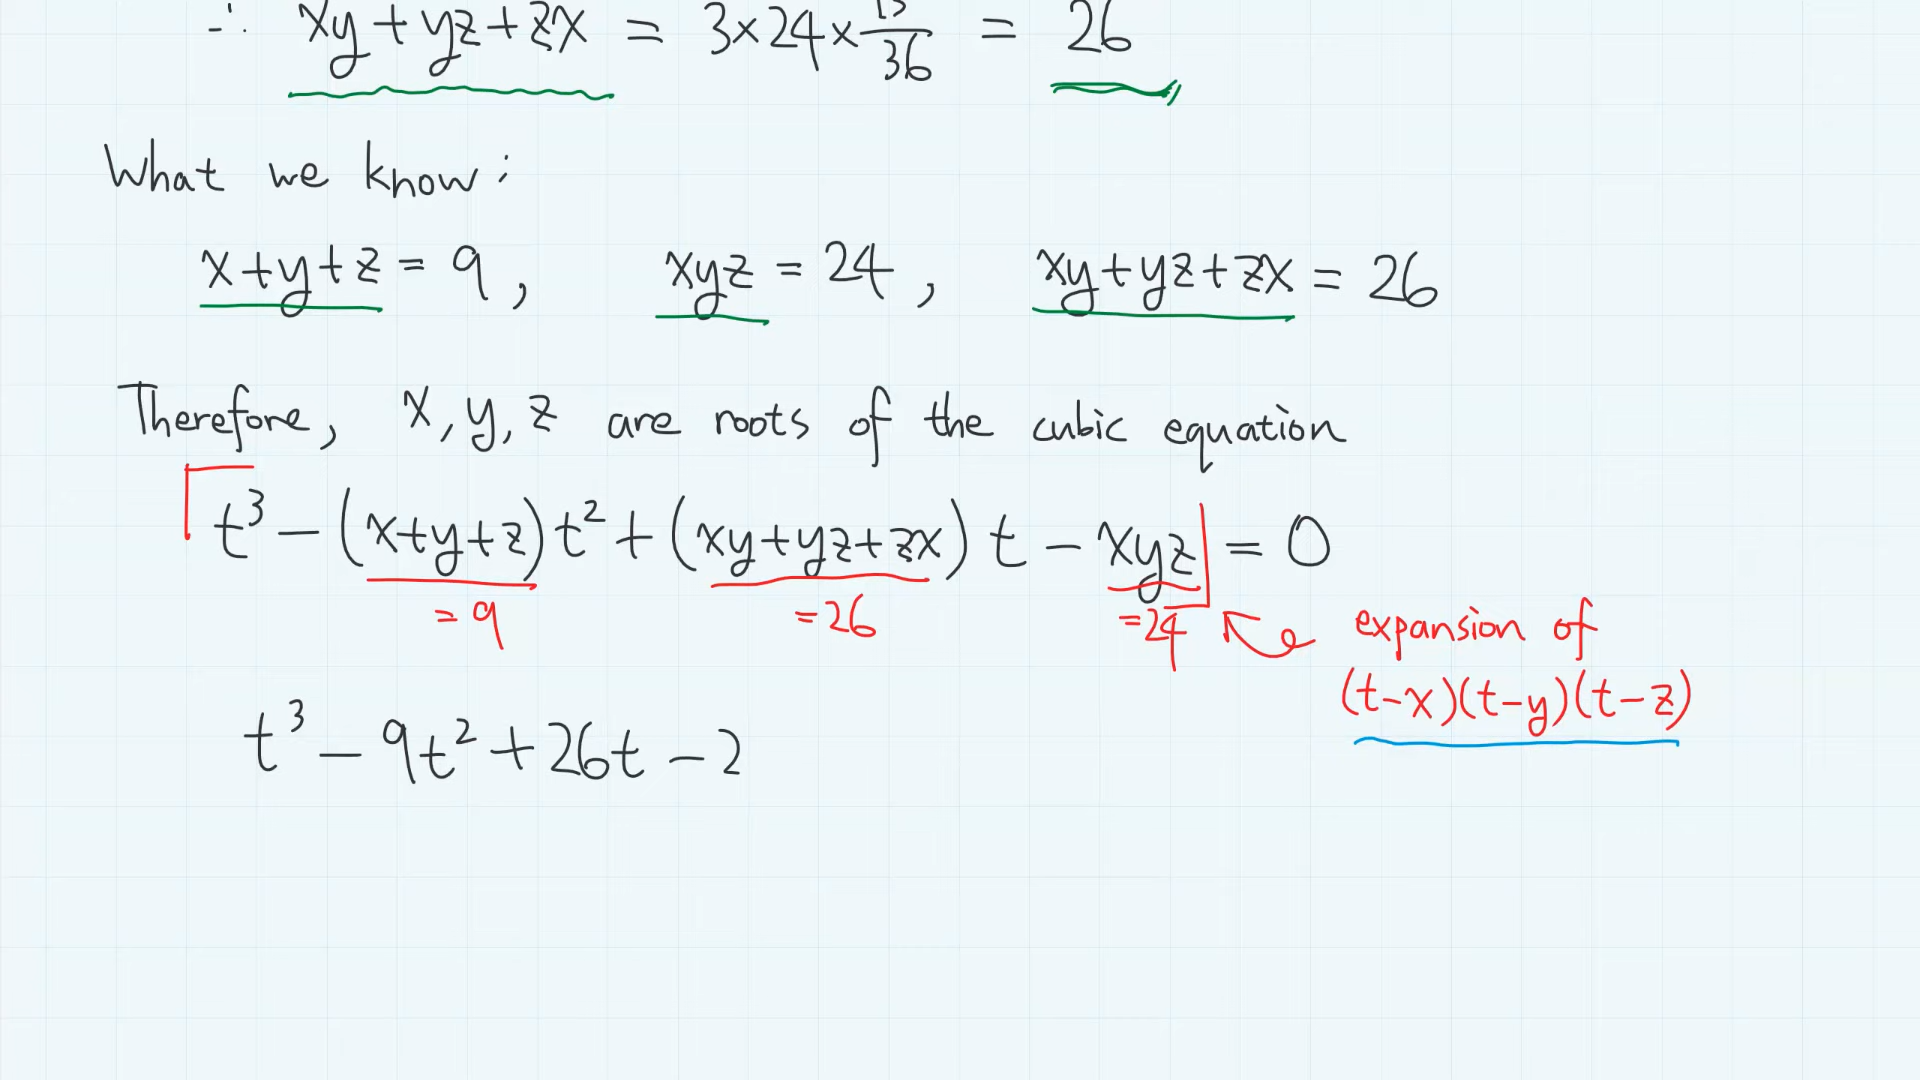 ∴ xy+yz+zx = 3×24×13/36 = 26
What we know:
x+y+z = 9, xyz = 24, xy+yz+zx = 26
Therefore, x, y, z are roots of the cubic equation
t³ - (x+y+z)t² + (xy+yz+zx)t - xyz = 0
=9 =26 =24 expansion of
(t-x)(t-y)(t-z)
t³ - 9t² + 26t - 2